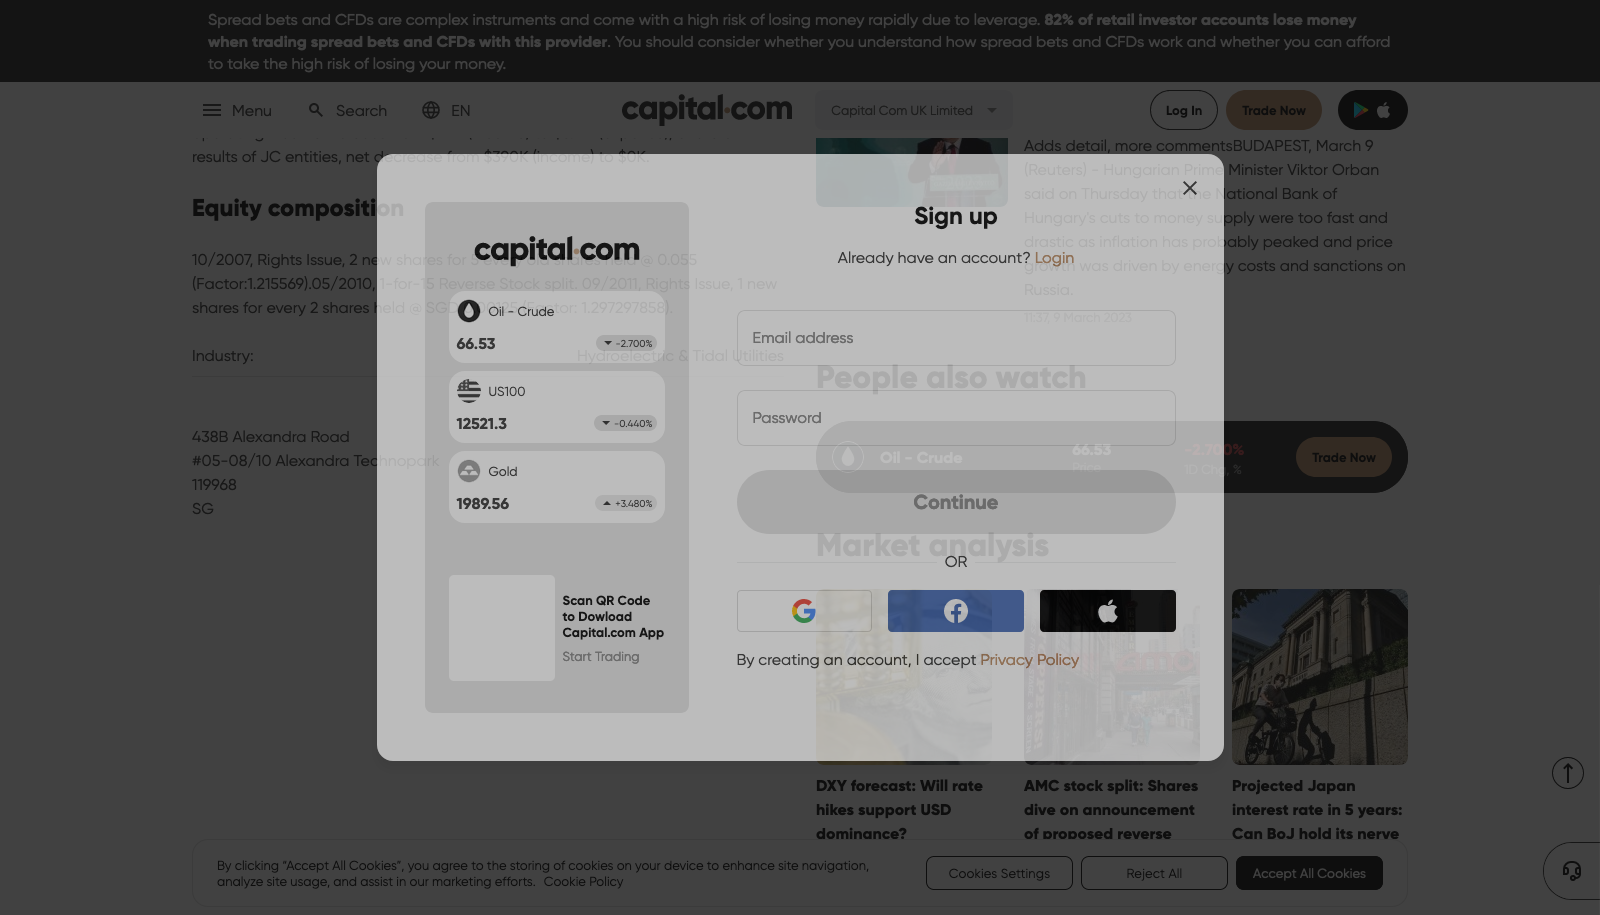 Spread bets and CFDs are complex instruments and come with a high risk of losing money rapidly due to leverage. 82% of retail investor accounts lose money
when trading spread bets and CFDs with this provider. You should consider whether you understand how spread bets and CFDs work and whether you can afford
to take the high risk of losing your money.
Menu
Search
EN
capital.com
Capital Com UK Limited
Log In
Trade Now
results of JC entities, net decrease from $390K (income) to $0K.
Equity composition
10/2007, Rights Issue, 2 new shares for 5 every old shares held @ 0.055
(Factor:1.215569).05/2010, 1-for-15 Reverse Stock split. 09/2011, Rights Issue, 1 new
shares for every 2 shares held @ (Factor: 1.297297858).
Industry:
Hydroelectric & Tidal Utilities
438B Alexandra Road
#05-08/10 Alexandra Technopark
119968
SG
Adds detail, more commentsBUDAPEST, March 9
(Reuters) - Hungarian Prime Minister Viktor Orban
said on Thursday that the National Bank of
Hungary's cuts to money supply were too fast and
drastic as inflation has probably peaked and price
growth was driven by energy costs and sanctions on
Russia.
11:37, 9 March 2023
People also watch
Oil - Crude
66.53
Price
-2.700%
1D Chg, %
Trade Now
Market analysis
DXY forecast: Will rate
hikes support USD
dominance?
AMC stock split: Shares
dive on announcement
of proposed reverse
Projected Japan
interest rate in 5 years:
Can BoJ hold its nerve
capital.com
Oil - Crude
66.53
-2.700%
US100
12521.3
-0.440%
Gold
1989.56
+3.480%
Scan QR Code
to Dowload
Capital.com App
Start Trading
Sign up
Already have an account? Login
Email address
Password
Continue
OR
By creating an account, I accept Privacy Policy
By clicking “Accept All Cookies”, you agree to the storing of cookies on your device to enhance site navigation,
analyze site usage, and assist in our marketing efforts. Cookie Policy
Cookies Settings
Reject All
Accept All Cookies